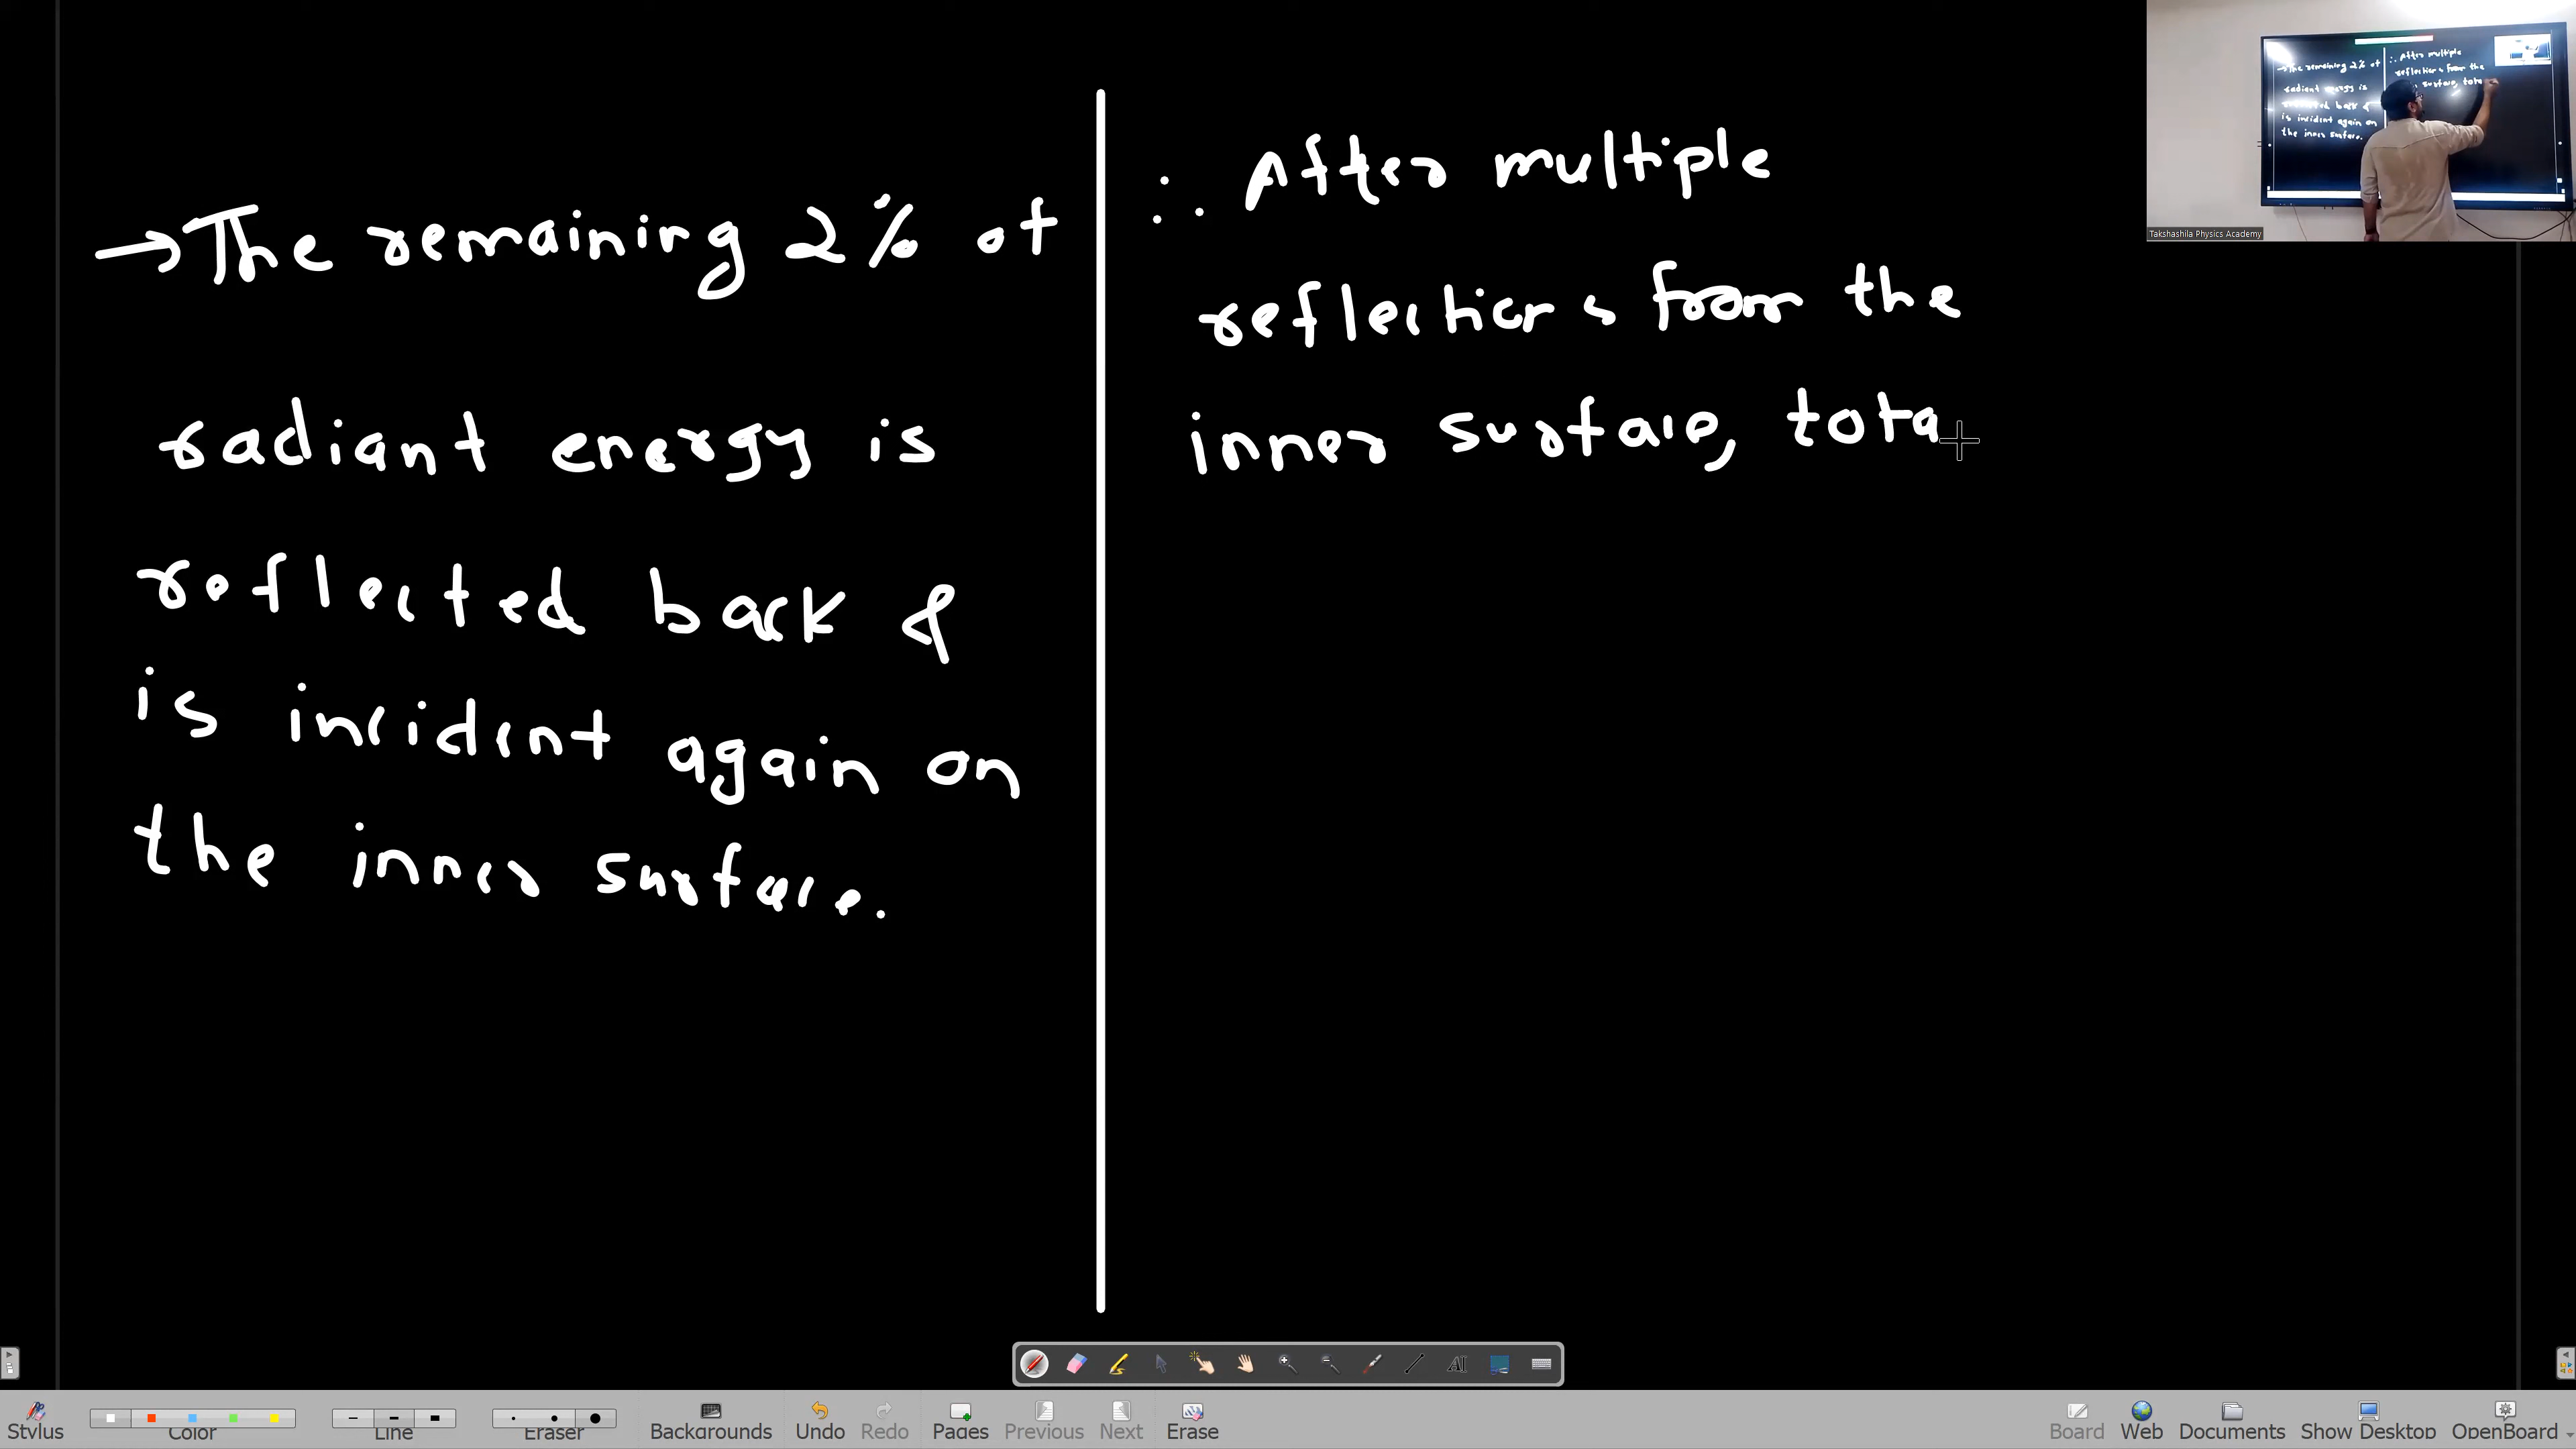 → The remaining 2% of
radiant energy is
reflected back &
is incident again on
the inner surface.
∴ After multiple
reflections from the
inner surface, tota
Takshashila Physics Academy
Stylus
Color
Line
Eraser
Backgrounds
Undo
Redo
Pages
Previous
Next
Erase
Board
Web
Documents
Show Desktop
OpenBoard